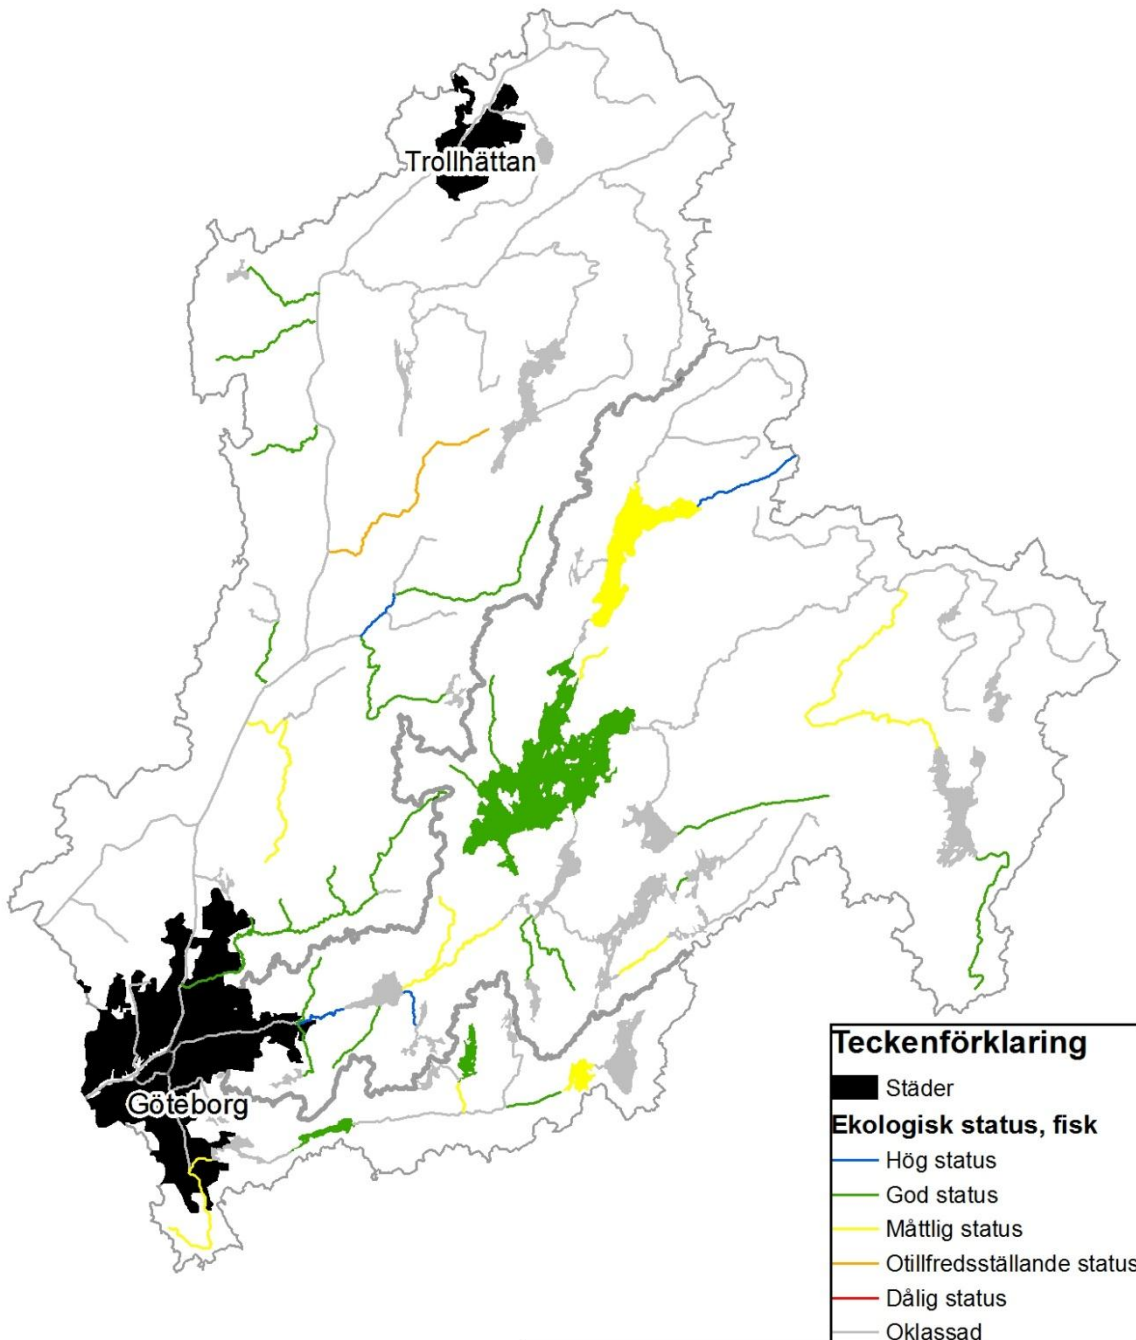 Trollhättan
Göteborg
Teckenförklaring
Städer
Ekologisk status, fisk
Hög status
God status
Måttlig status
Otillfredsställande status
Dålig status
Oklassad